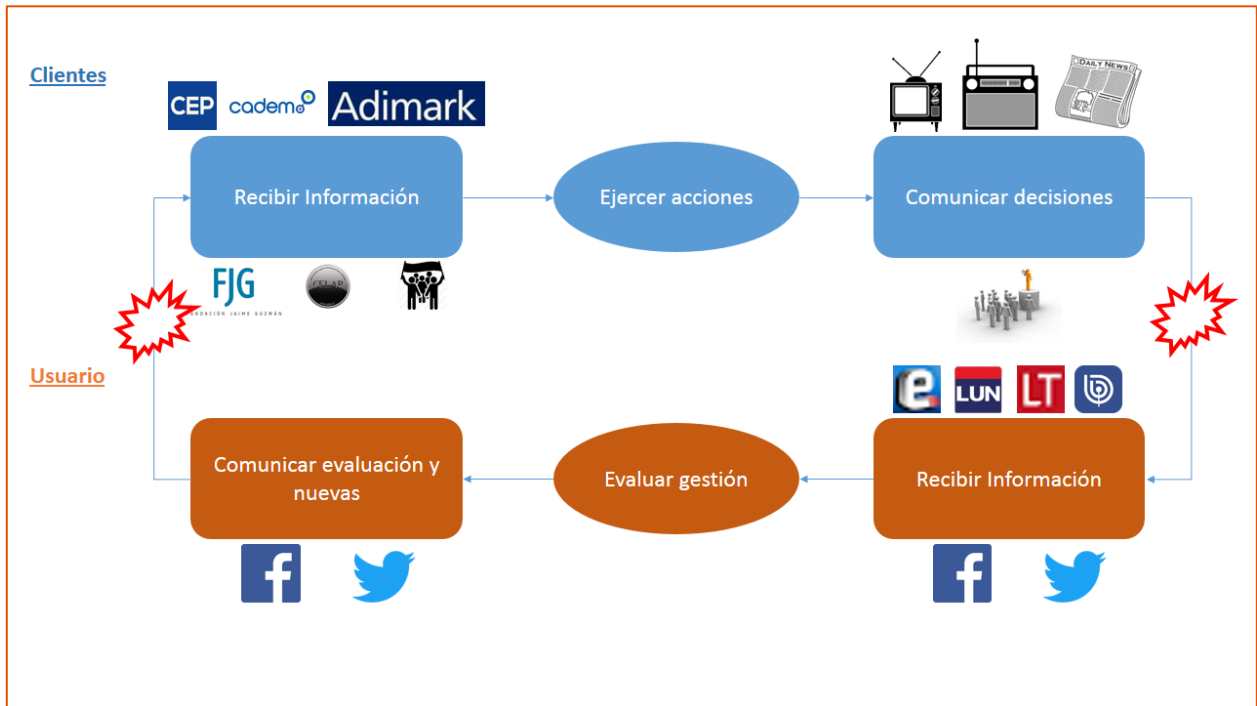 Clientes
CEP
cadem
Adimark
DAILY NEWS
Recibir Información
Ejercer acciones
Comunicar decisiones
FJG
FUNDACIÓN JAIME GUZMÁN
Usuario
e
LUN
LT
Comunicar evaluación y
nuevas
Evaluar gestión
Recibir Información
f
f